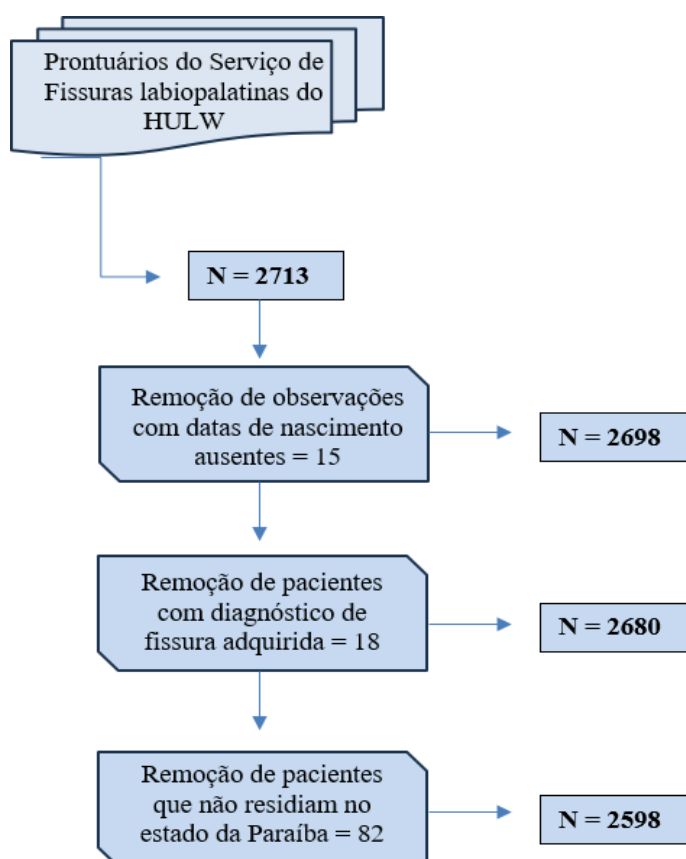 Prontuários do Serviço de
Fissuras labiopalatinas do
HULW
N = 2713
Remoção de observações
com datas de nascimento
ausentes = 15
N = 2698
Remoção de pacientes
com diagnóstico de
fissura adquirida = 18
N = 2680
Remoção de pacientes
que não residiam no
estado da Paraíba = 82
N = 2598